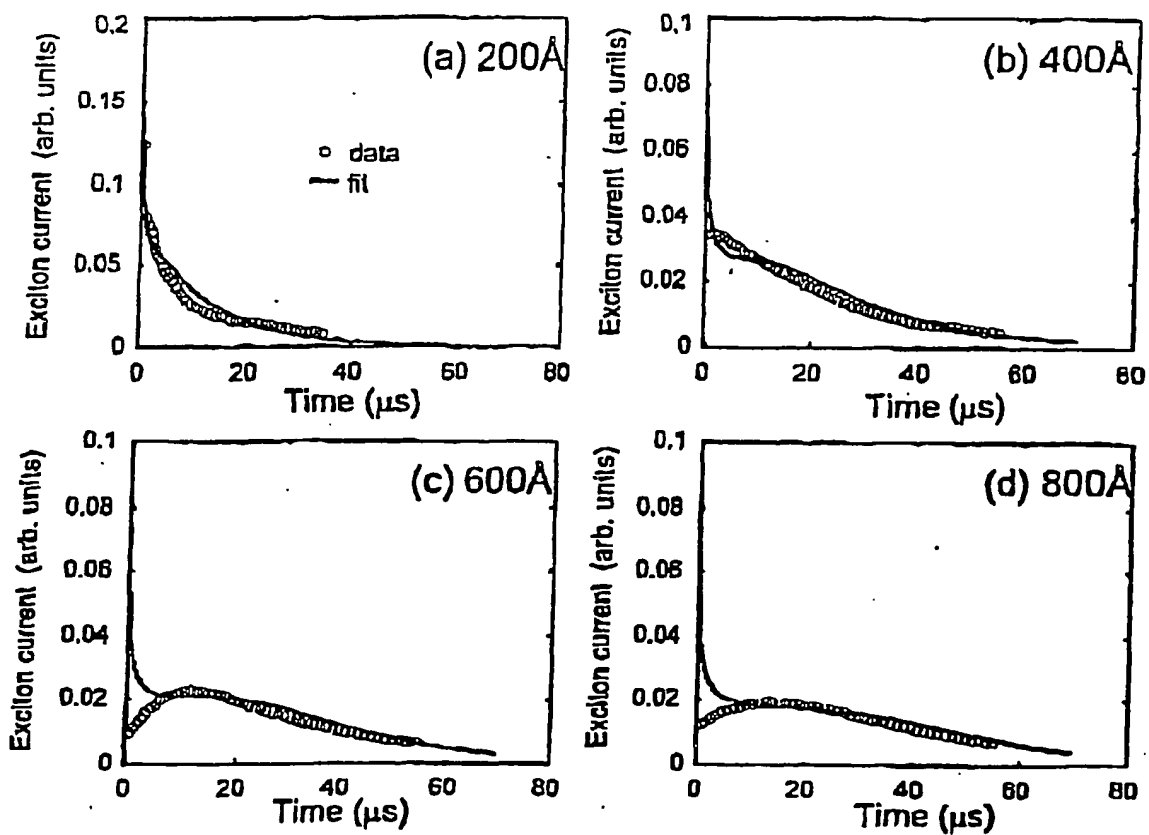 (a) 200Å
Exciton current (arb. units)
0.2
0.15
0.1
0.05
0
data
fit
0 20 40 60 80
Time (μs)
(b) 400Å
Exciton current (arb. units)
0.1
0.08
0.06
0.04
0.02
0
0 20 40 60 80
Time (μs)
(c) 600Å
Exciton current (arb. units)
0.1
0.08
0.06
0.04
0.02
0
0 20 40 60 80
Time (μs)
(d) 800Å
Exciton current (arb. units)
0.1
0.08
0.06
0.04
0.02
0
0 20 40 60 80
Time (μs)